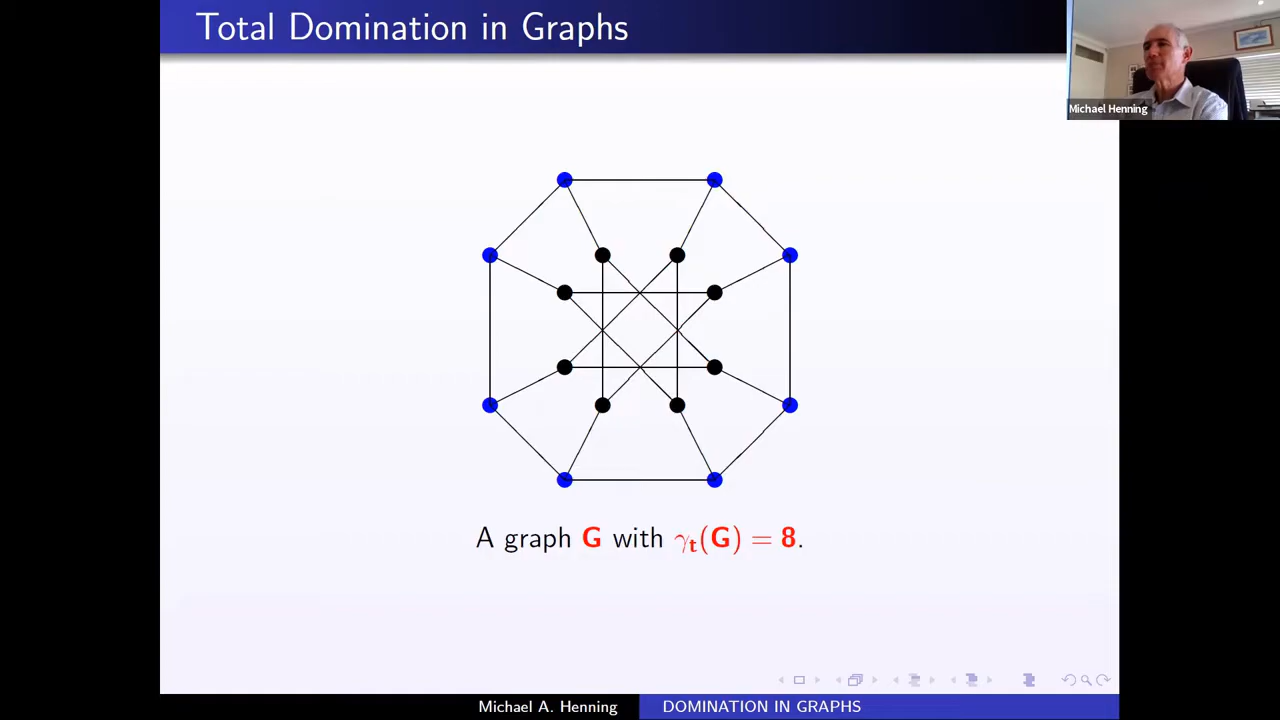 Total Domination in Graphs
Michael Henning
A graph G with γt(G) = 8.
Michael A. Henning
DOMINATION IN GRAPHS